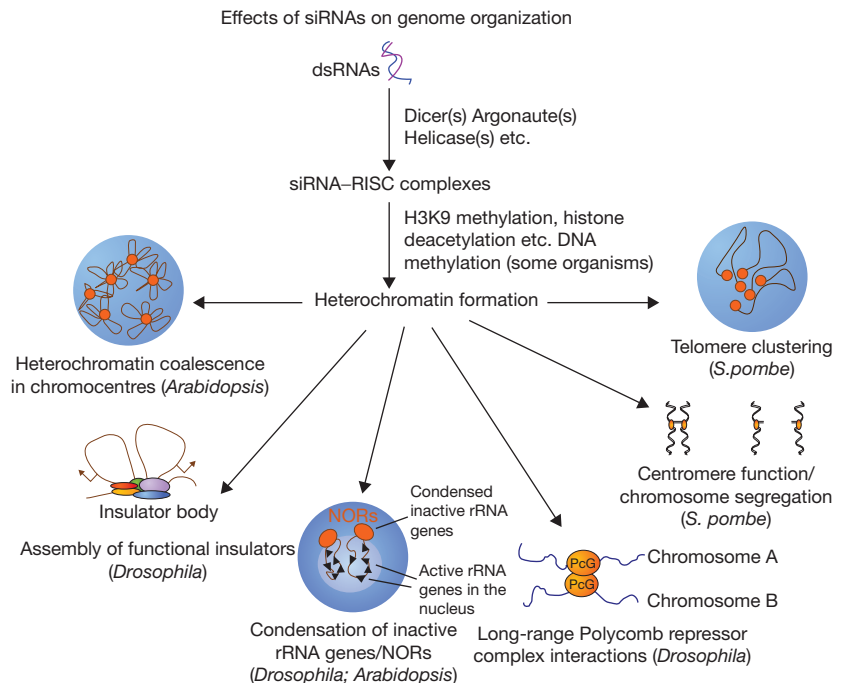 Effects of siRNAs on genome organization
dsRNAs
Dicer(s) Argonaute(s)
Helicase(s) etc.
siRNA–RISC complexes
H3K9 methylation, histone
deacetylation etc. DNA
methylation (some organisms)
Heterochromatin formation
Heterochromatin coalescence
in chromocentres (Arabidopsis)
Telomere clustering
(S.pombe)
Centromere function/
chromosome segregation
(S. pombe)
Insulator body
Assembly of functional insulators
(Drosophila)
NORs
Condensed
inactive rRNA
genes
Active rRNA
genes in the
nucleus
Condensation of inactive
rRNA genes/NORs
(Drosophila; Arabidopsis)
PcG
PcG
Chromosome A
Chromosome B
Long-range Polycomb repressor
complex interactions (Drosophila)